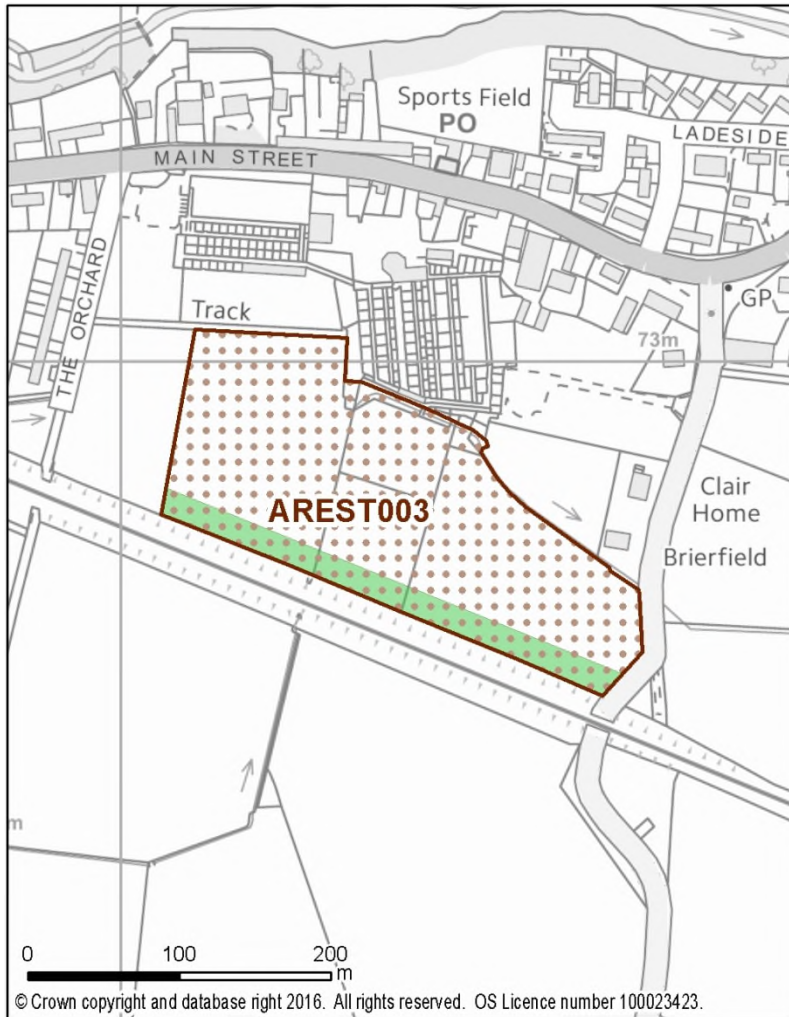 Sports Field
PO
LADESIDE
MAIN STREET
THE ORCHARD
Track
GP
73m
AREST003
Clair
Home
Brierfield
m
0 100 200
m
© Crown copyright and database right 2016. All rights reserved. OS Licence number 100023423.